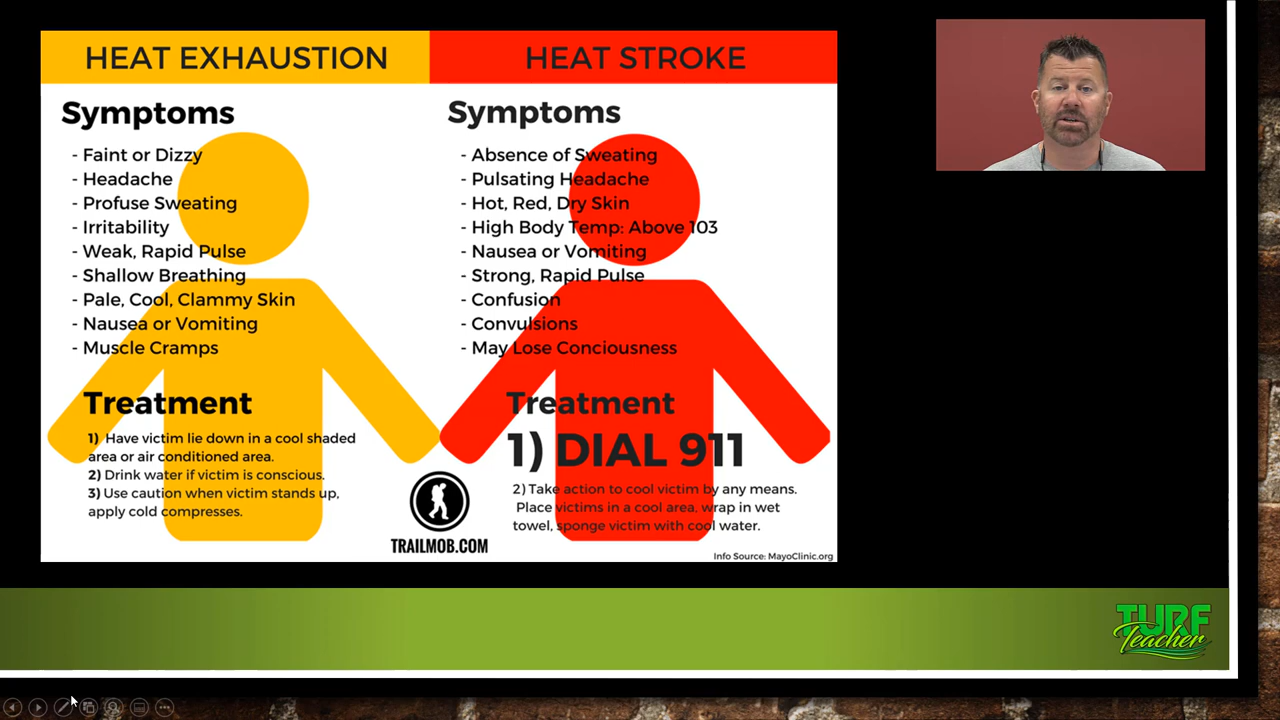 HEAT EXHAUSTION
Symptoms
- Faint or Dizzy
- Headache
- Profuse Sweating
- Irritability
- Weak, Rapid Pulse
- Shallow Breathing
- Pale, Cool, Clammy Skin
- Nausea or Vomiting
- Muscle Cramps
Treatment
1) Have victim lie down in a cool shaded
area or air conditioned area.
2) Drink water if victim is conscious.
3) Use caution when victim stands up,
apply cold compresses.
HEAT STROKE
Symptoms
- Absence of Sweating
- Pulsating Headache
- Hot, Red, Dry Skin
- High Body Temp: Above 103
- Nausea or Vomiting
- Strong, Rapid Pulse
- Confusion
- Convulsions
- May Lose Conciousness
Treatment
1) DIAL 911
2) Take action to cool victim by any means.
Place victims in a cool area, wrap in wet
towel, sponge victim with cool water.
TRAILMOB.COM
Info Source: MayoClinic.org
TURF
Teacher